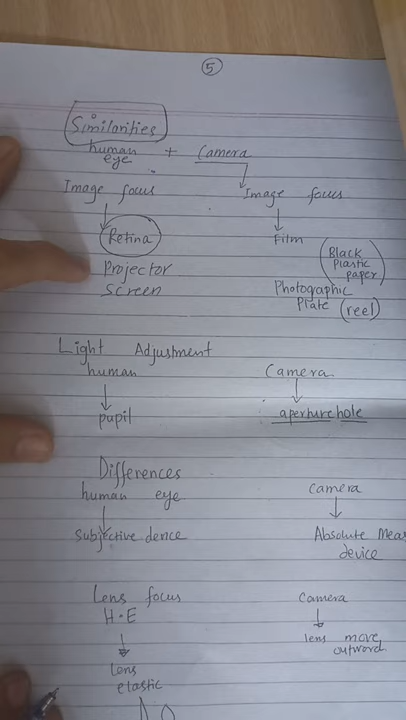 5
Similarities
human eye + Camera
Image focus Image focus
Retina Film
Projector Screen (Black Plastic paper)
Photographic Plate (reel)
Light Adjustment
human Camera
pupil aperture hole
Differences
human eye Camera
Subjective device Absolute Meas
device
Lens focus Camera
H.E
lens move outword
Lens
elastic